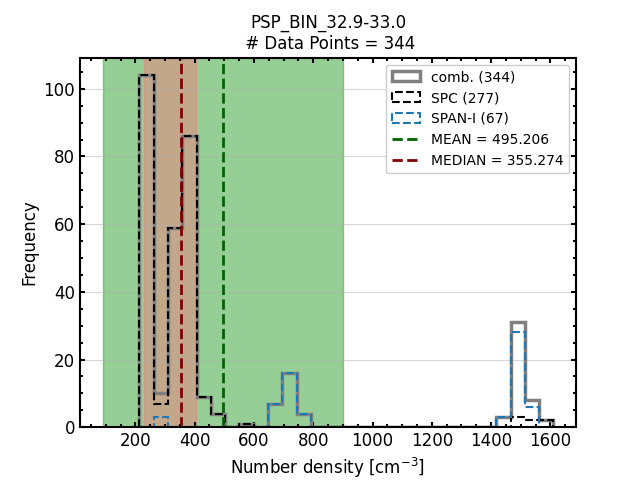 PSP_BIN_32.9-33.0
# Data Points = 344
comb. (344)
SPC (277)
SPAN-I (67)
MEAN = 495.206
MEDIAN = 355.274
Frequency
100
80
60
40
20
0
200 400 600 800 1000 1200 1400 1600
Number density [cm⁻³]